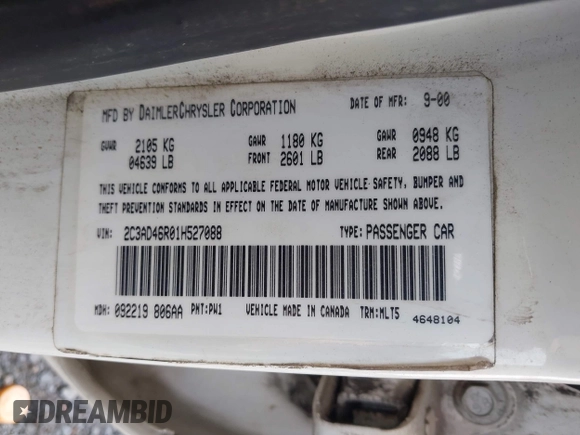 MFD BY DAIMLERCHRYSLER CORPORATION DATE OF MFR: 9-00
GVWR 2105 KG GAWR 1180 KG GAWR 0948 KG
04639 LB FRONT 2601 LB REAR 2088 LB
THIS VEHICLE CONFORMS TO ALL APPLICABLE FEDERAL MOTOR VEHICLE SAFETY, BUMPER AND
THEFT PREVENTION STANDARDS IN EFFECT ON THE DATE OF MANUFACTURE SHOWN ABOVE.
VIN: 2C3AD46R01H527088 TYPE: PASSENGER CAR
MDH: 092219 806AA PNT:PW1 VEHICLE MADE IN CANADA TRM:MLT5
4648104
DREAMBID